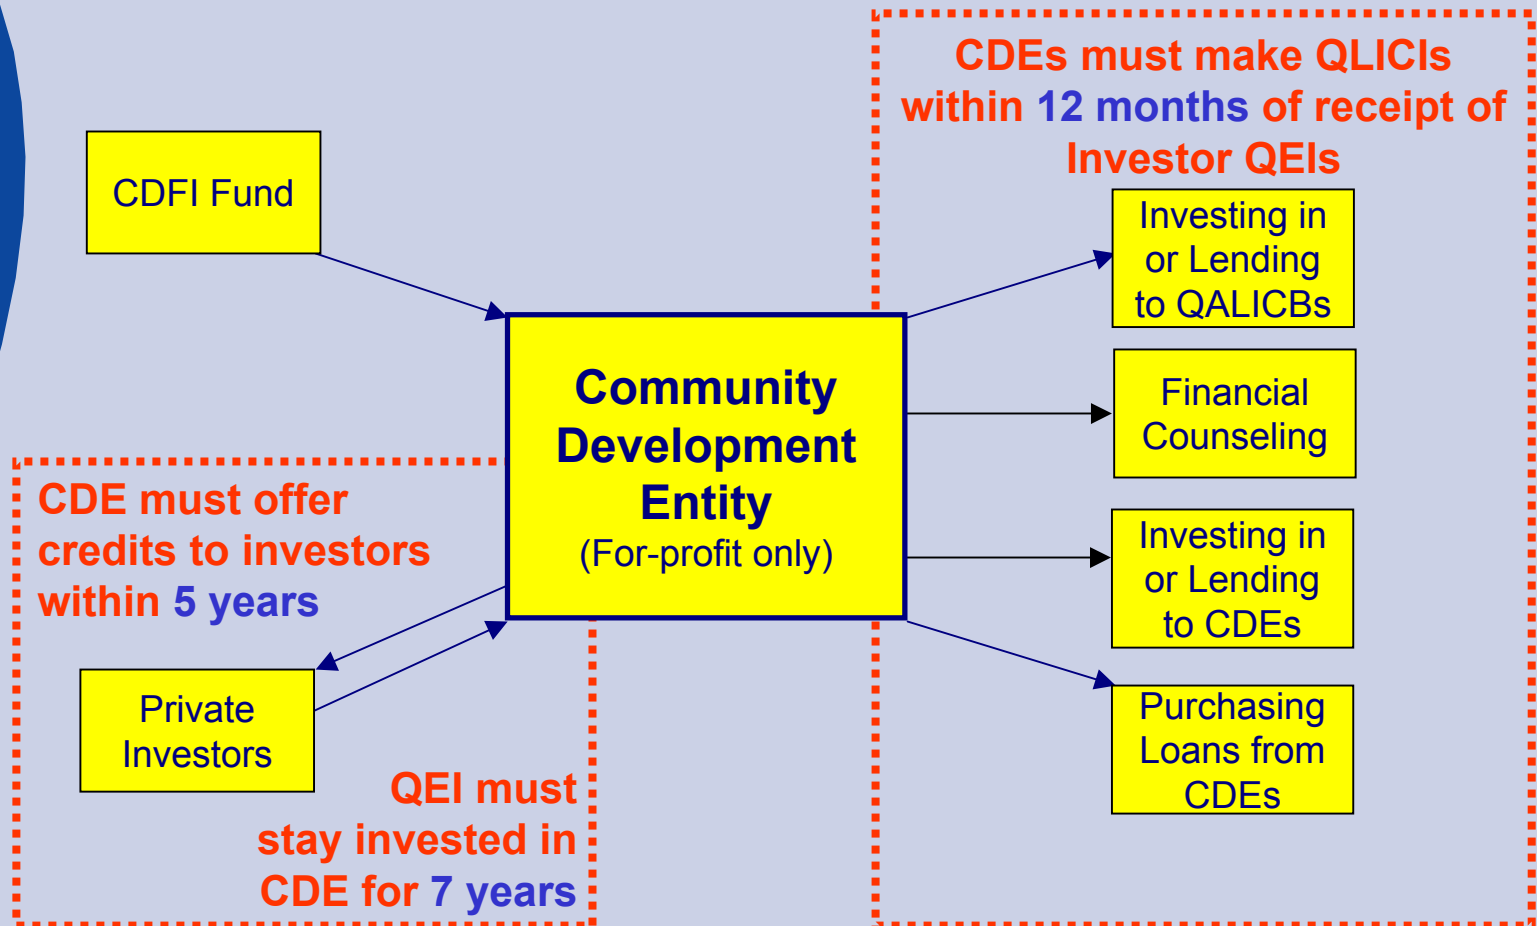 CDEs must make QLICIs
within 12 months of receipt of
Investor QEIs
CDFI Fund
Investing in
or Lending
to QALICBs
Community
Development
Entity
(For-profit only)
Financial
Counseling
CDE must offer
credits to investors
within 5 years
Investing in
or Lending
to CDEs
Private
Investors
Purchasing
Loans from
CDEs
QEI must
stay invested in
CDE for 7 years